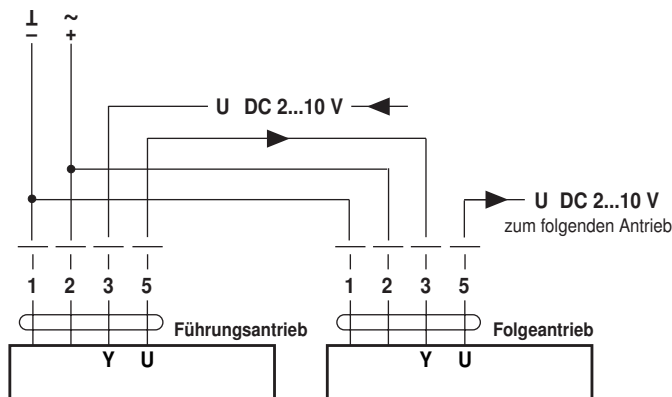 ⊥ ~
– +
U DC 2...10 V
U DC 2...10 V
zum folgenden Antrieb
1 2 3 5
1 2 3 5
Führungsantrieb
Folgeantrieb
Y U
Y U